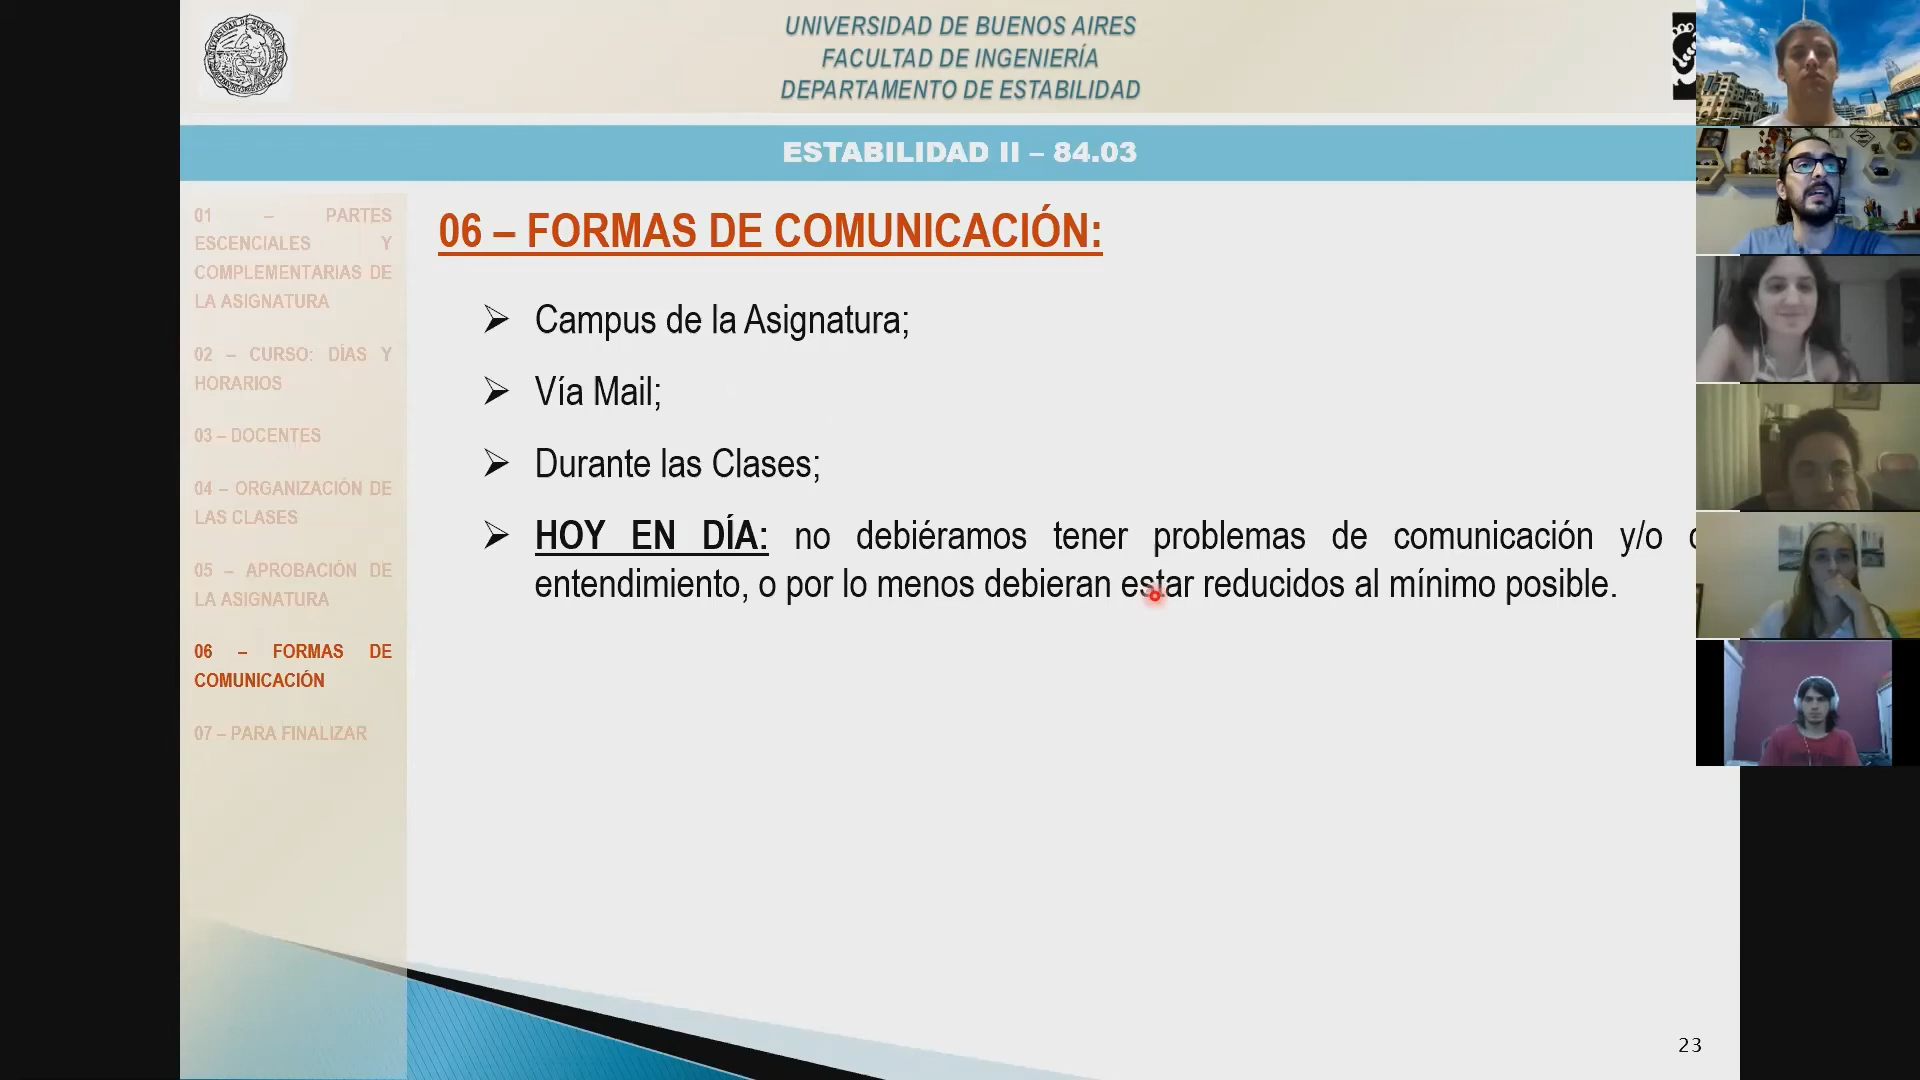 UNIVERSIDAD DE BUENOS AIRES
FACULTAD DE INGENIERÍA
DEPARTAMENTO DE ESTABILIDAD
ESTABILIDAD II – 84.03
01 – PARTES
ESCENCIALES Y
COMPLEMENTARIAS DE
LA ASIGNATURA
02 – CURSO: DÍAS Y
HORARIOS
03 – DOCENTES
04 – ORGANIZACIÓN DE
LAS CLASES
05 – APROBACIÓN DE
LA ASIGNATURA
06 – FORMAS DE
COMUNICACIÓN
07 – PARA FINALIZAR
06 – FORMAS DE COMUNICACIÓN:
Campus de la Asignatura;
Vía Mail;
Durante las Clases;
HOY EN DÍA: no debiéramos tener problemas de comunicación y/o
entendimiento, o por lo menos debieran estar reducidos al mínimo posible.
23